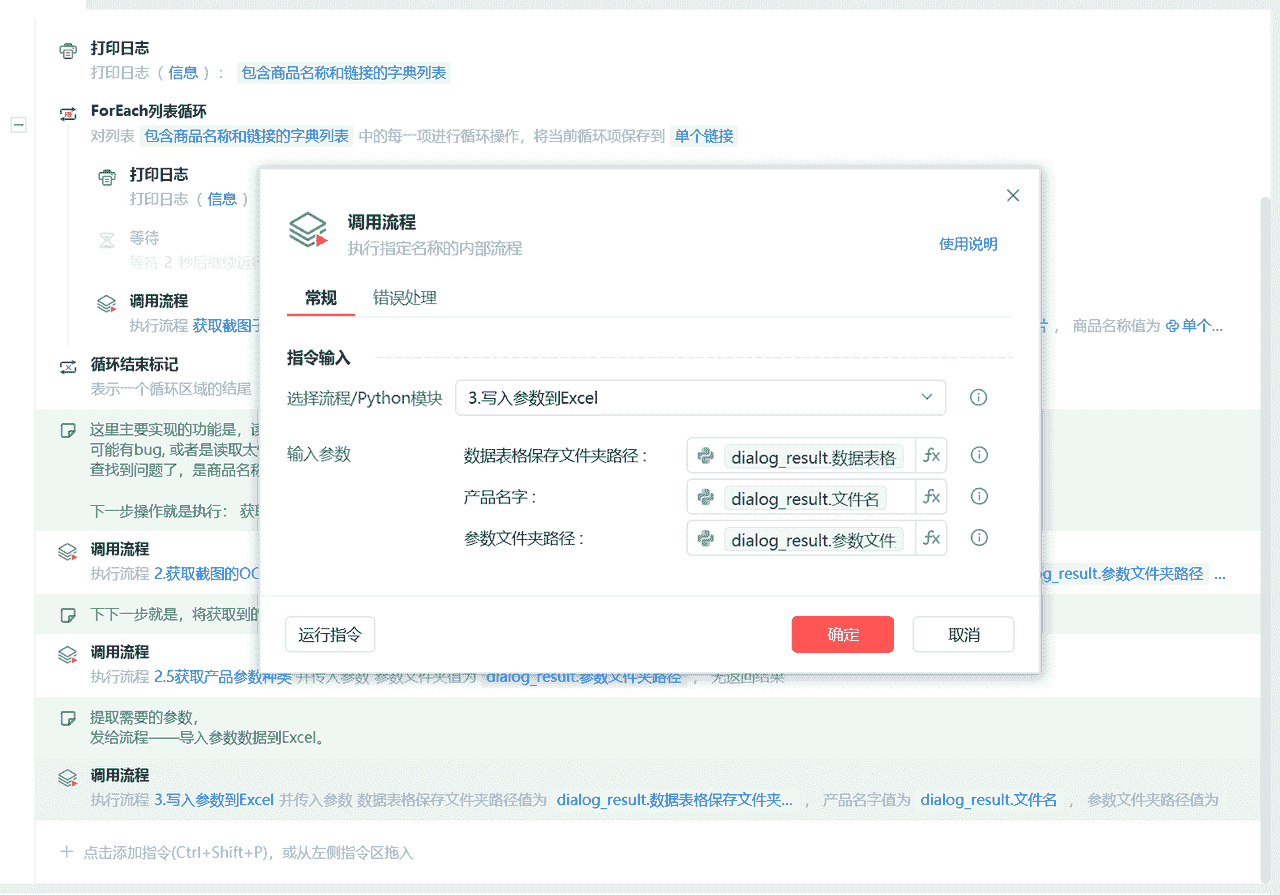 打印日志
打印日志（ 信息 ）： 包含商品名称和链接的字典列表
ForEach列表循环
对列表 包含商品名称和链接的字典列表 中的每一项进行循环操作，将当前循环项保存到 单个链接
打印日志
打印日志（ 信息 ）
等待
等待 2 秒后继续运行
调用流程
执行流程 获取截图子
， 商品名称值为 单个...
循环结束标记
表示一个循环区域的结尾
这里主要实现的功能是，
可能有bug, 或者是读取太
查找到问题了，是商品名称
下一步操作就是执行： 获取
调用流程
执行流程 2.获取截图的OC
og_result.参数文件夹路径 ...
下下一步就是，将获取到的
调用流程
执行流程 2.5获取产品参数种类 并传入参数 参数文件夹值为 dialog_result.参数文件夹路径 ， 无返回结果
提取需要的参数，
发给流程——导入参数数据到Excel。
调用流程
执行流程 3.写入参数到Excel 并传入参数 数据表格保存文件夹路径值为 dialog_result.数据表格保存文件夹... ， 产品名字值为 dialog_result.文件名 ， 参数文件夹路径值为
点击添加指令(Ctrl+Shift+P)，或从左侧指令区拖入
调用流程
执行指定名称的内部流程
使用说明
常规 错误处理
指令输入
选择流程/Python模块 3.写入参数到Excel
输入参数 数据表格保存文件夹路径： dialog_result.数据表格 fx
产品名字： dialog_result.文件名 fx
参数文件夹路径： dialog_result.参数文件 fx
运行指令 确定 取消